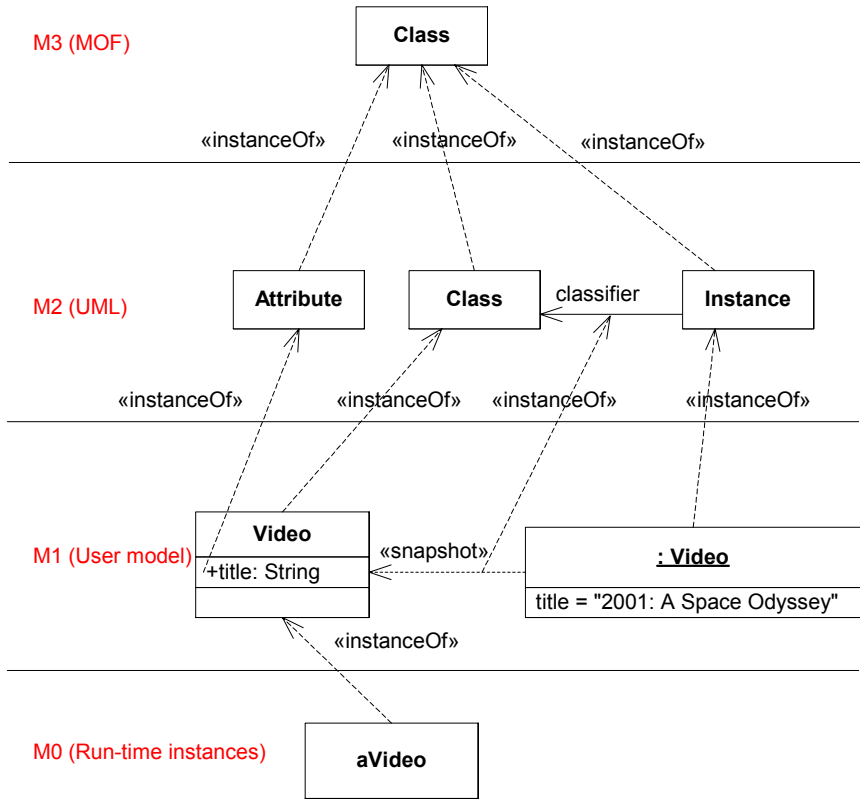 M3 (MOF)
Class
«instanceOf»
«instanceOf»
«instanceOf»
M2 (UML)
Attribute
Class
classifier
Instance
«instanceOf»
«instanceOf»
«instanceOf»
«instanceOf»
M1 (User model)
Video
+title: String
«snapshot»
: Video
title = "2001: A Space Odyssey"
«instanceOf»
M0 (Run-time instances)
aVideo